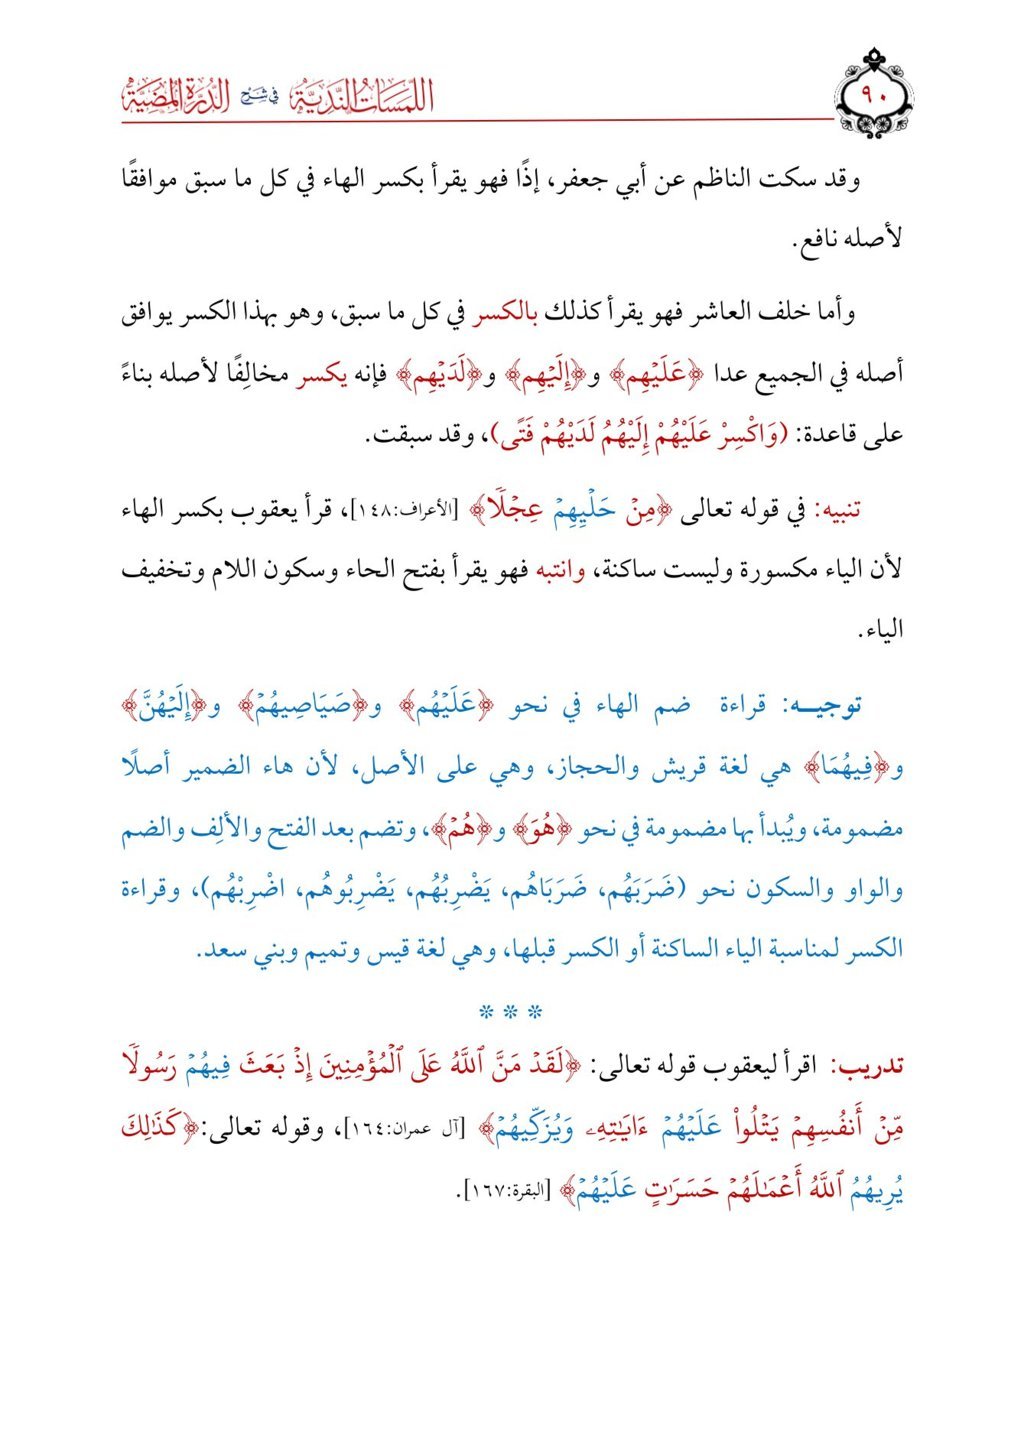 ٩٠
اللمسات الندية في شرح الدرة المضية
وقد سكت الناظم عن أبي جعفر، إذًا فهو يقرأ بكسر الهاء في كل ما سبق موافقًا
لأصله نافع.
وأما خلف العاشر فهو يقرأ كذلك بالكسر في كل ما سبق، وهو بهذا الكسر يوافق
أصله في الجميع عدا ﴿عَلَيۡهِم﴾ و﴿إِلَيۡهِم﴾ و﴿لَدَيۡهِم﴾ فإنه يكسر مخالِفًا لأصله بناءً
على قاعدة: (وَاكْسِرْ عَلَيْهُمْ إِلَيْهُمُ لَدَيْهُمْ فَتًى)، وقد سبقت.
تنبيه: في قوله تعالى ﴿مِنۡ حَلۡيِهِمۡ عِجۡلًا﴾ [الأعراف:١٤٨]، قرأ يعقوب بكسر الهاء
لأن الياء مكسورة وليست ساكنة، وانتبه فهو يقرأ بفتح الحاء وسكون اللام وتخفيف
الياء.
توجيـــه: قراءة ضم الهاء في نحو ﴿عَلَيۡهُم﴾ و﴿صَيَاصِيهُمۡ﴾ و﴿إِلَيۡهُنَّ﴾
و﴿فِيهُمَا﴾ هي لغة قريش والحجاز، وهي على الأصل، لأن هاء الضمير أصلًا
مضمومة، ويُبدأ بها مضمومة في نحو ﴿هُوَ﴾ و﴿هُمۡ﴾، وتضم بعد الفتح والألِف والضم
والواو والسكون نحو (ضَرَبَهُم، ضَرَبَاهُم، يَضْرِبُهُم، يَضْرِبُوهُم، اضْرِبْهُم)، وقراءة
الكسر لمناسبة الياء الساكنة أو الكسر قبلها، وهي لغة قيس وتميم وبني سعد.
* * *
تدريب: اقرأ ليعقوب قوله تعالى: ﴿لَقَدۡ مَنَّ ٱللَّهُ عَلَى ٱلۡمُؤۡمِنِينَ إِذۡ بَعَثَ فِيهُمۡ رَسُولًا
مِّنۡ أَنفُسِهِمۡ يَتۡلُواْ عَلَيۡهُمۡ ءَايَٰتِهِۦ وَيُزَكِّيهُمۡ﴾ [آل عمران:١٦٤]، وقوله تعالى:﴿كَذَٰلِكَ
يُرِيهُمُ ٱللَّهُ أَعۡمَٰلَهُمۡ حَسَرَٰتٍ عَلَيۡهُمۡ﴾ [البقرة:١٦٧].